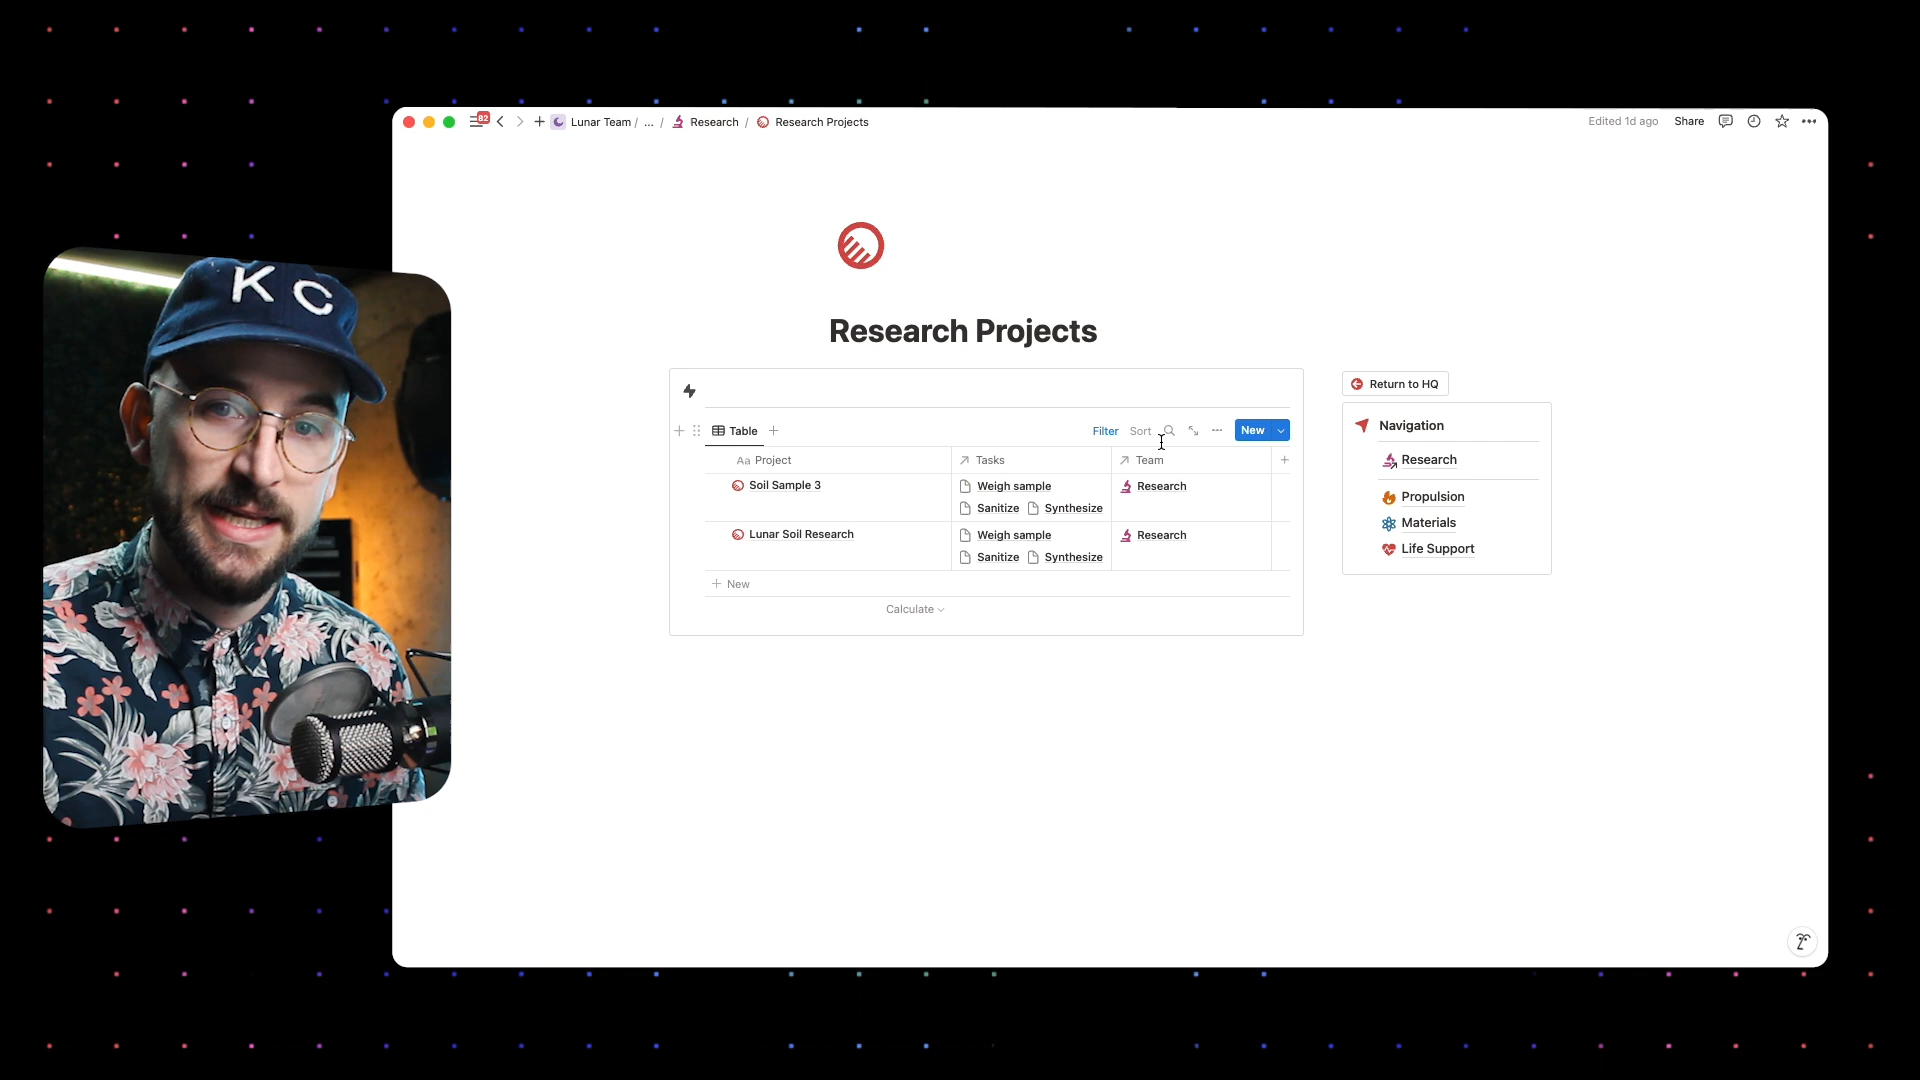 82
Lunar Team / ... / Research / Research Projects
Edited 1d ago Share
K C
Research Projects
Return to HQ
Navigation
Research
Propulsion
Materials
Life Support
Table
Filter Sort New
Aa Project Tasks Team
Soil Sample 3 Weigh sample Research
Sanitize Synthesize
Lunar Soil Research Weigh sample Research
Sanitize Synthesize
New
Calculate